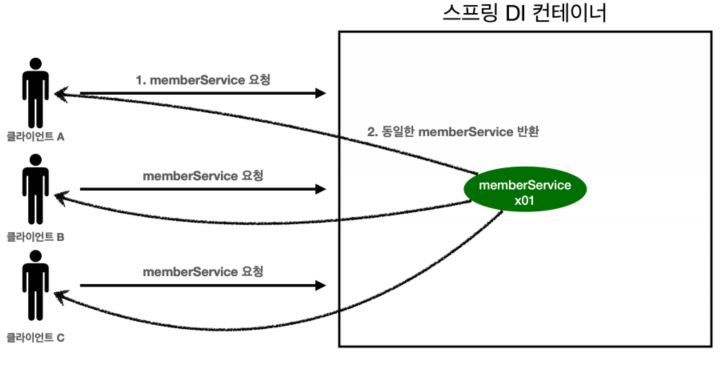 스프링 DI 컨테이너
1. memberService 요청
클라이언트 A
2. 동일한 memberService 반환
memberService 요청
memberService
x01
클라이언트 B
memberService 요청
클라이언트 C